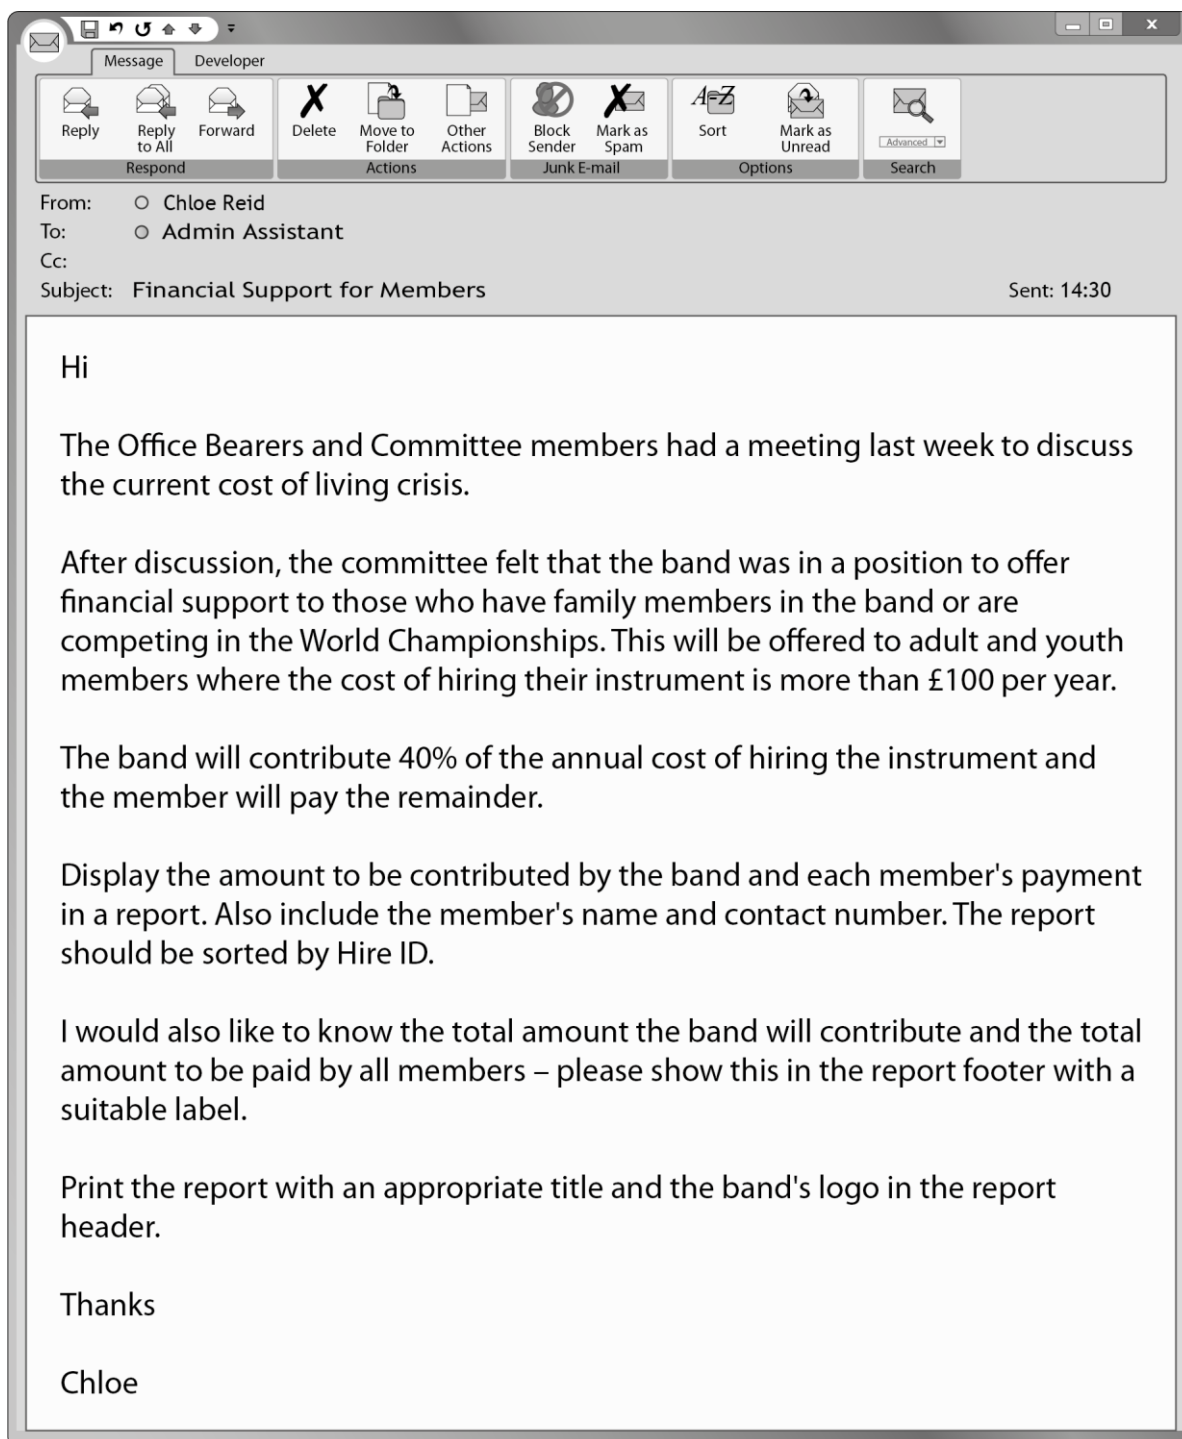 Message Developer
Reply
Reply to All
Forward
Respond
Delete
Move to Folder
Other Actions
Actions
Block Sender
Mark as Spam
Junk E-mail
A-Z
Sort
Mark as Unread
Options
Advanced
Search
From: Chloe Reid
To: Admin Assistant
Cc:
Subject: Financial Support for Members Sent: 14:30
Hi
The Office Bearers and Committee members had a meeting last week to discuss
the current cost of living crisis.
After discussion, the committee felt that the band was in a position to offer
financial support to those who have family members in the band or are
competing in the World Championships. This will be offered to adult and youth
members where the cost of hiring their instrument is more than £100 per year.
The band will contribute 40% of the annual cost of hiring the instrument and
the member will pay the remainder.
Display the amount to be contributed by the band and each member's payment
in a report. Also include the member's name and contact number. The report
should be sorted by Hire ID.
I would also like to know the total amount the band will contribute and the total
amount to be paid by all members – please show this in the report footer with a
suitable label.
Print the report with an appropriate title and the band's logo in the report
header.
Thanks
Chloe